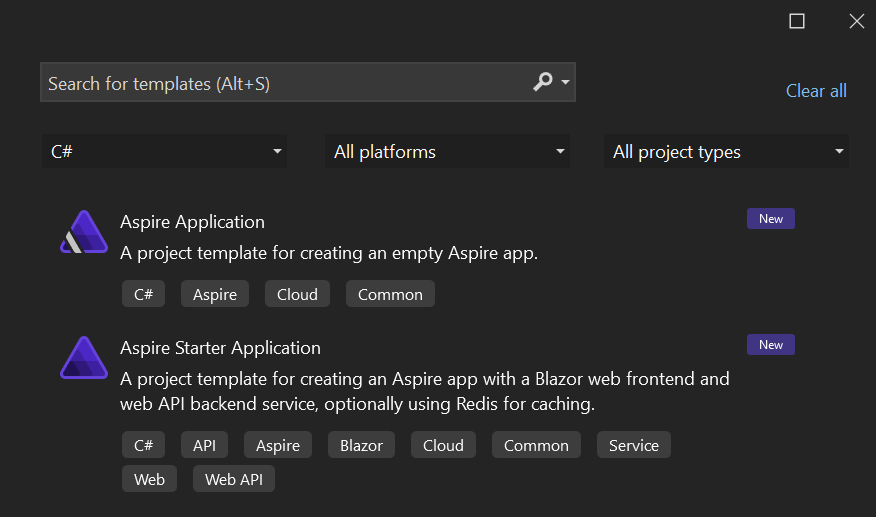 Search for templates (Alt+S)
Clear all
C#
All platforms
All project types
Aspire Application
New
A project template for creating an empty Aspire app.
C#
Aspire
Cloud
Common
Aspire Starter Application
New
A project template for creating an Aspire app with a Blazor web frontend and
web API backend service, optionally using Redis for caching.
C#
API
Aspire
Blazor
Cloud
Common
Service
Web
Web API